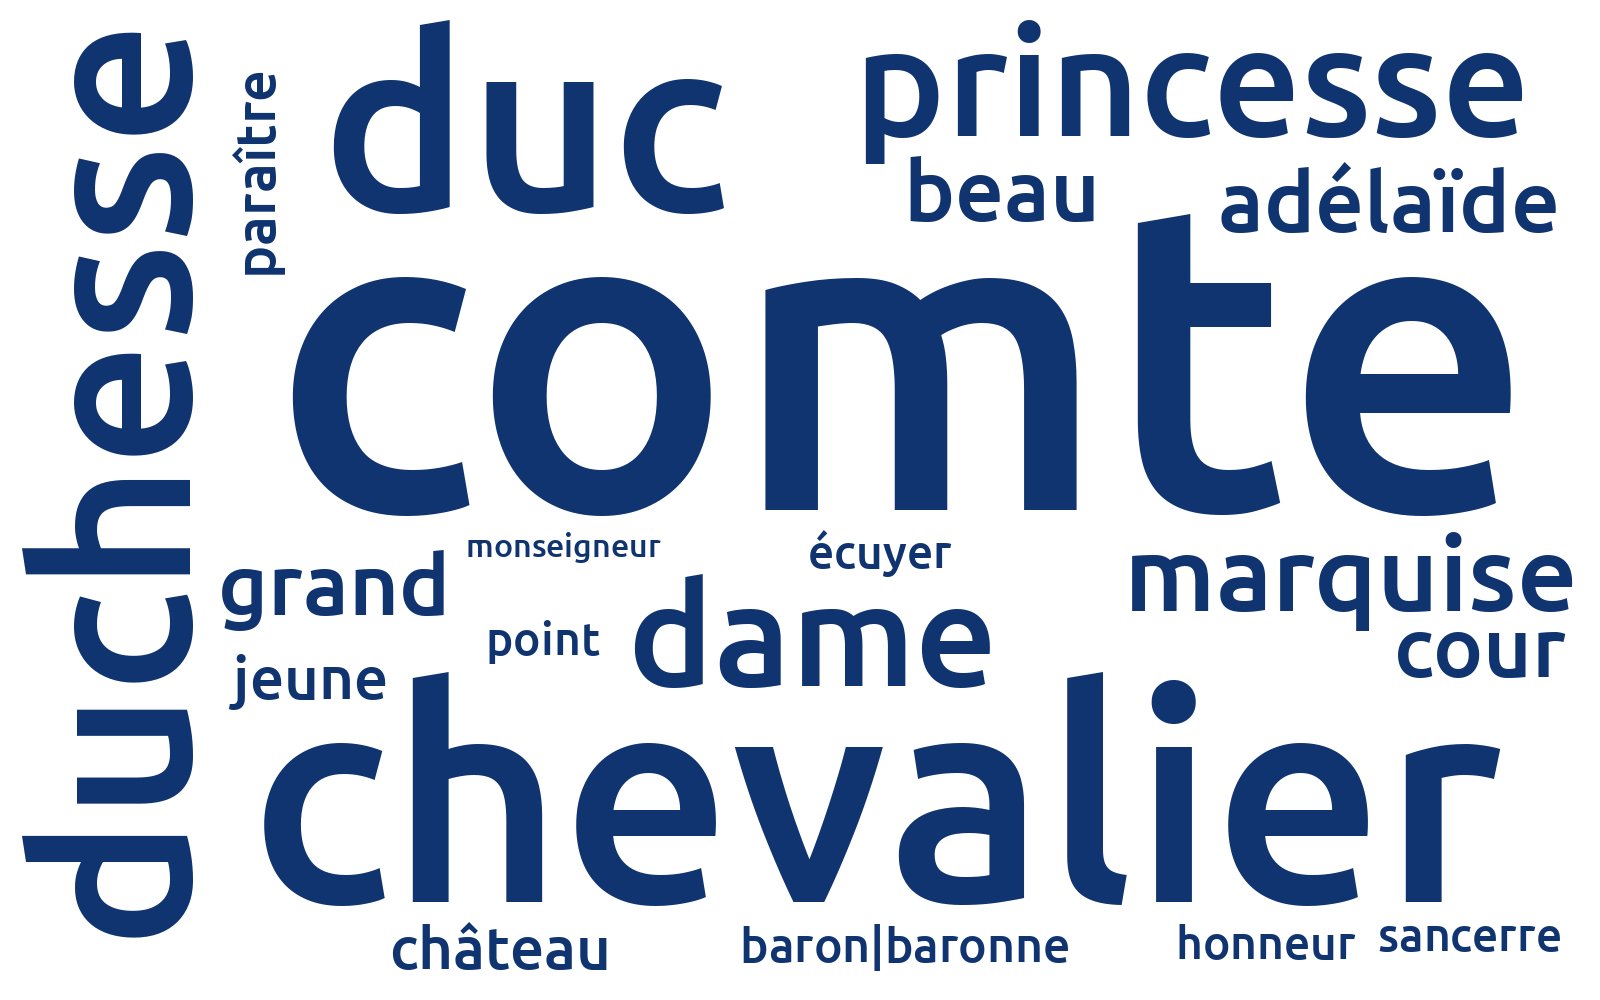 duchesse
paraître
duc
princesse
beau
adélaïde
comte
monseigneur
écuyer
grand
marquise
point
dame
cour
jeune
chevalier
château
baron|baronne
honneur
sancerre